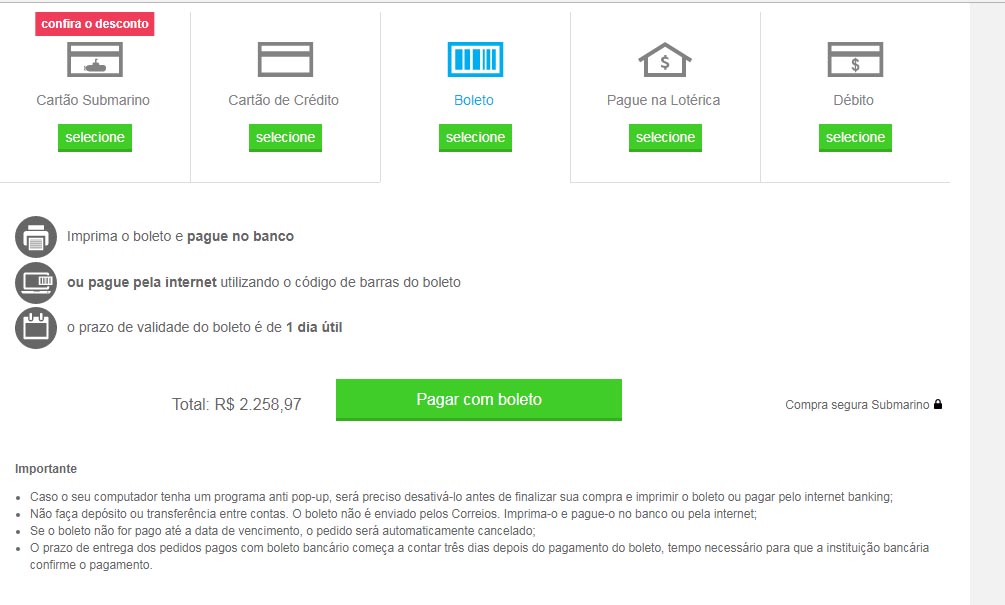 confira o desconto
Cartão Submarino
Cartão de Crédito
Boleto
Pague na Lotérica
Débito
selecione
selecione
selecione
selecione
selecione
Imprima o boleto e pague no banco
ou pague pela internet utilizando o código de barras do boleto
o prazo de validade do boleto é de 1 dia útil
Total: R$ 2.258,97
Pagar com boleto
Compra segura Submarino
Importante
Caso o seu computador tenha um programa anti pop-up, será preciso desativá-lo antes de finalizar sua compra e imprimir o boleto ou pagar pelo internet banking;
Não faça depósito ou transferência entre contas. O boleto não é enviado pelos Correios. Imprima-o e pague-o no banco ou pela internet;
Se o boleto não for pago até a data de vencimento, o pedido será automaticamente cancelado;
O prazo de entrega dos pedidos pagos com boleto bancário começa a contar três dias depois do pagamento do boleto, tempo necessário para que a instituição bancária
confirme o pagamento.